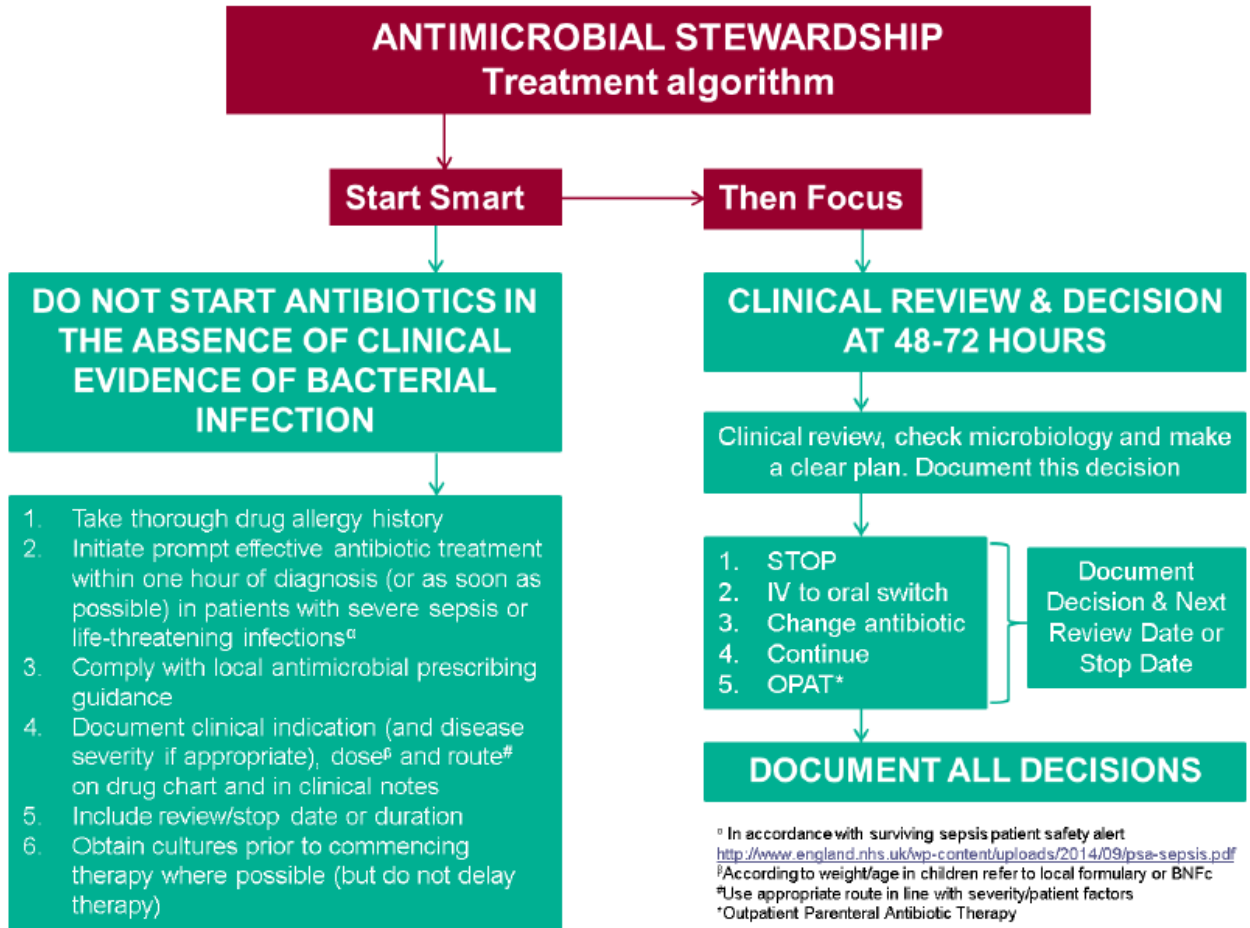 ANTIMICROBIAL STEWARDSHIP
Treatment algorithm
Start Smart
Then Focus
DO NOT START ANTIBIOTICS IN
THE ABSENCE OF CLINICAL
EVIDENCE OF BACTERIAL
INFECTION
1. Take thorough drug allergy history
2. Initiate prompt effective antibiotic treatment
within one hour of diagnosis (or as soon as
possible) in patients with severe sepsis or
life-threatening infectionsα
3. Comply with local antimicrobial prescribing
guidance
4. Document clinical indication (and disease
severity if appropriate), doseβ and route#
on drug chart and in clinical notes
5. Include review/stop date or duration
6. Obtain cultures prior to commencing
therapy where possible (but do not delay
therapy)
CLINICAL REVIEW & DECISION
AT 48-72 HOURS
Clinical review, check microbiology and make
a clear plan. Document this decision
1. STOP
2. IV to oral switch
3. Change antibiotic
4. Continue
5. OPAT*
Document
Decision & Next
Review Date or
Stop Date
DOCUMENT ALL DECISIONS
α In accordance with surviving sepsis patient safety alert
http://www.england.nhs.uk/wp-content/uploads/2014/09/psa-sepsis.pdf
βAccording to weight/age in children refer to local formulary or BNFc
#Use appropriate route in line with severity/patient factors
*Outpatient Parenteral Antibiotic Therapy